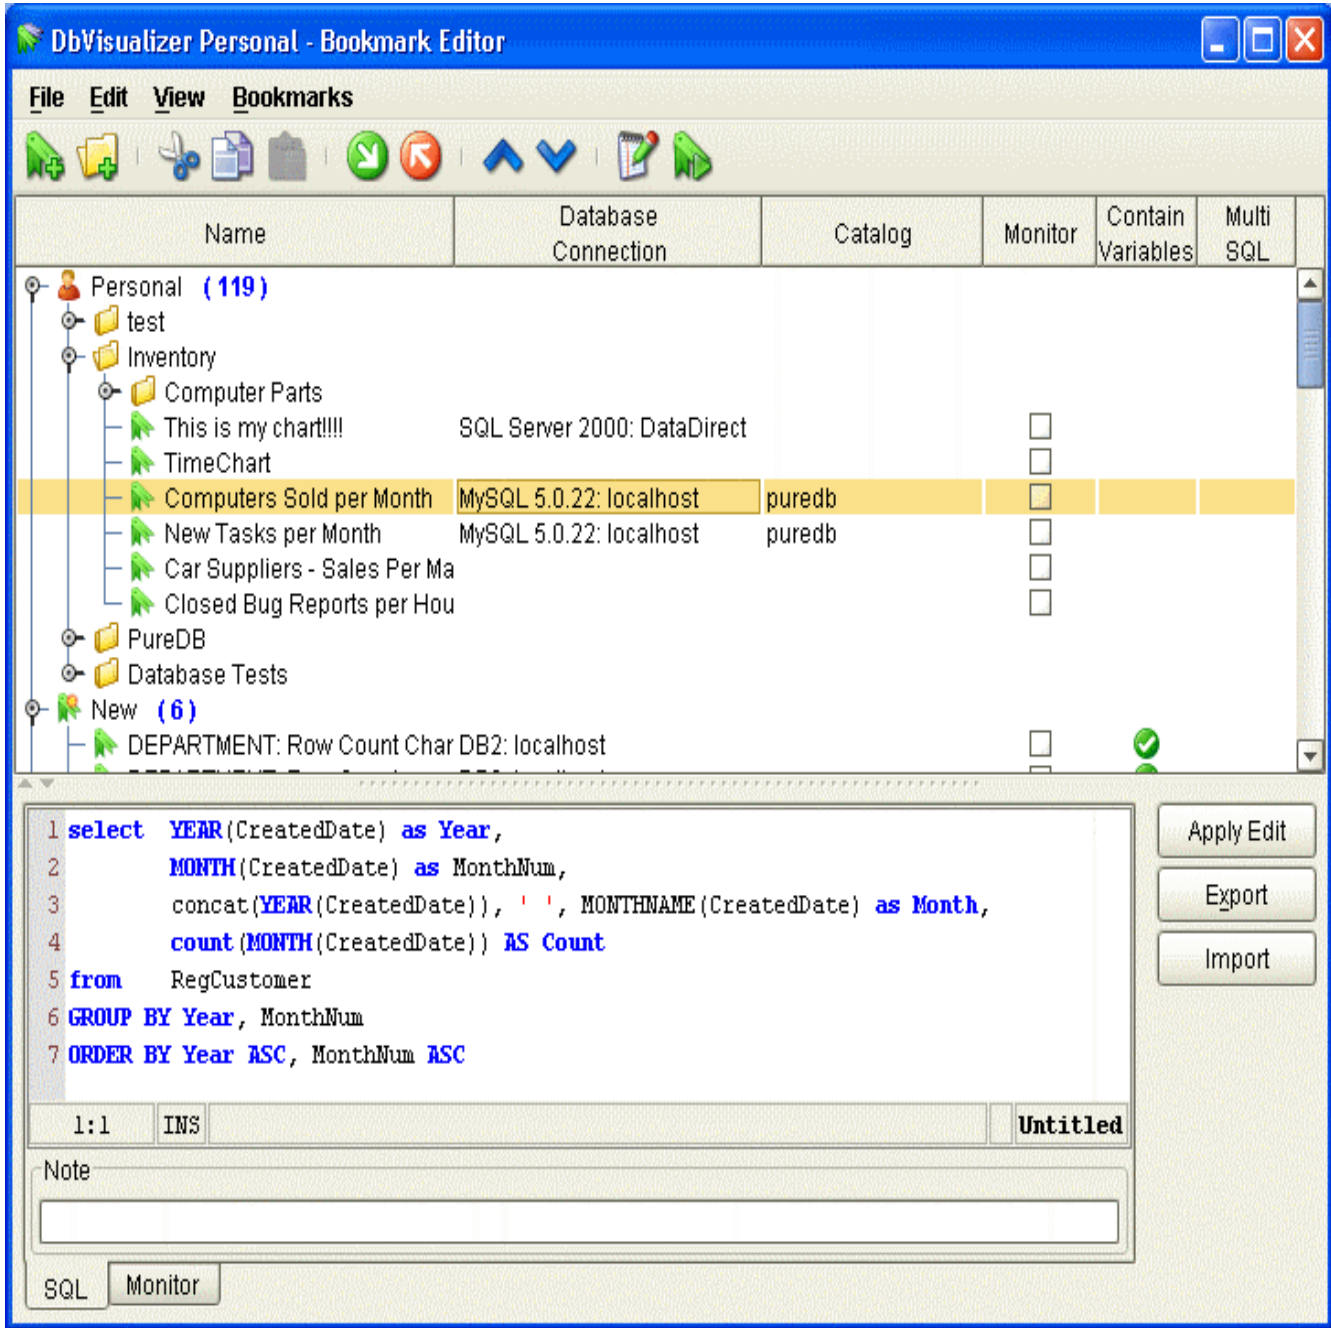 DbVisualizer Personal - Bookmark Editor
File Edit View Bookmarks
Name Database Connection Catalog Monitor Contain Variables Multi SQL
Personal (119)
test
Inventory
Computer Parts
This is my chart!!!! SQL Server 2000: DataDirect
TimeChart
Computers Sold per Month MySQL 5.0.22: localhost puredb
New Tasks per Month MySQL 5.0.22: localhost puredb
Car Suppliers - Sales Per Ma
Closed Bug Reports per Hou
PureDB
Database Tests
New (6)
DEPARTMENT: Row Count Char DB2: localhost
1 select YEAR(CreatedDate) as Year,
2 MONTH(CreatedDate) as MonthNum,
3 concat(YEAR(CreatedDate)), ' ', MONTHNAME(CreatedDate) as Month,
4 count(MONTH(CreatedDate)) AS Count
5 from RegCustomer
6 GROUP BY Year, MonthNum
7 ORDER BY Year ASC, MonthNum ASC
Apply Edit
Export
Import
1:1 INS Untitled
Note
SQL Monitor